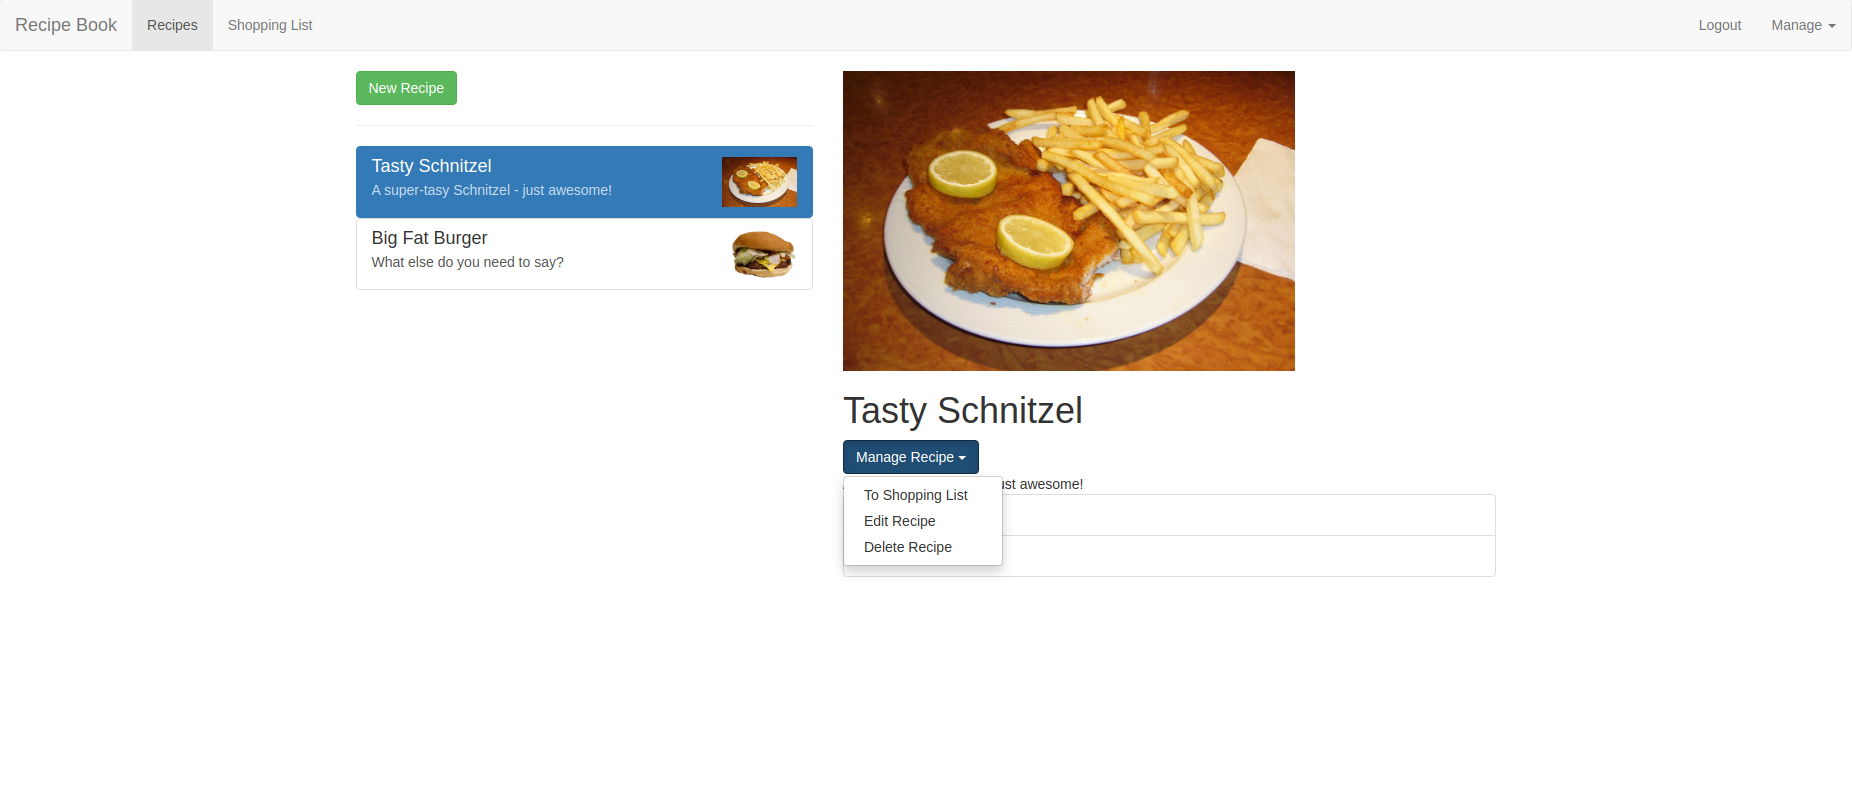 Recipe Book Recipes Shopping List Logout Manage
New Recipe
Tasty Schnitzel
A super-tasy Schnitzel - just awesome!
Big Fat Burger
What else do you need to say?
Tasty Schnitzel
Manage Recipe
awesome!
To Shopping List
Edit Recipe
Delete Recipe